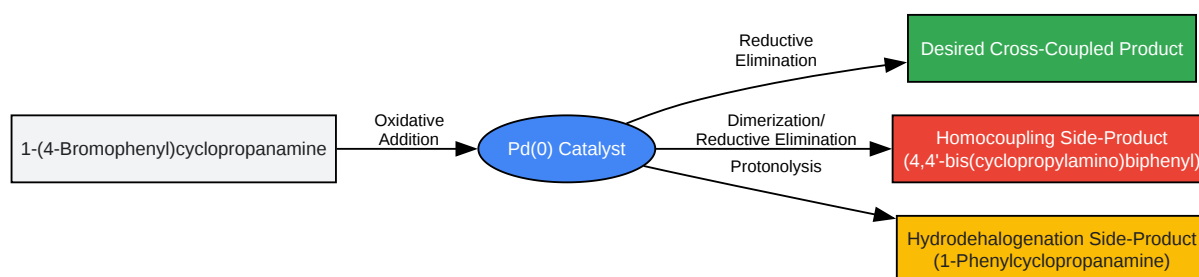 1-(4-Bromophenyl)cyclopropanamine
Oxidative
Addition
Pd(0) Catalyst
Reductive
Elimination
Desired Cross-Coupled Product
Dimerization/
Reductive Elimination
Homocoupling Side-Product
(4,4'-bis(cyclopropylamino)biphenyl)
Protonolysis
Hydrodehalogenation Side-Product
(1-Phenylcyclopropanamine)